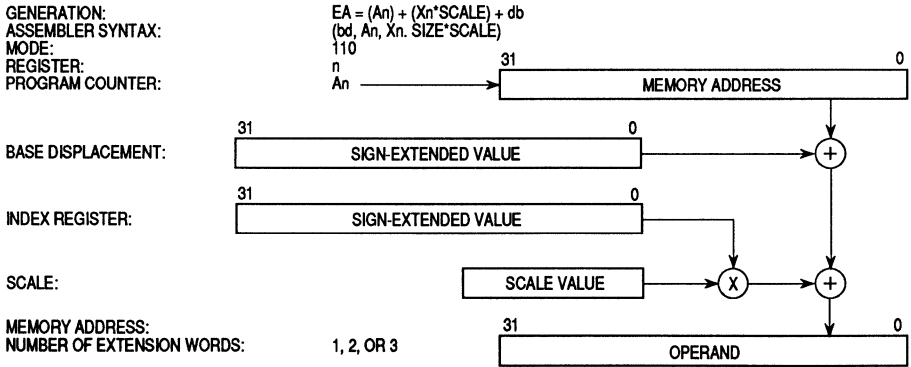 GENERATION: EA = (An) + (Xn*SCALE) + db
ASSEMBLER SYNTAX: (bd, An, Xn. SIZE*SCALE)
MODE: 110
REGISTER: n
PROGRAM COUNTER: An
31 0
MEMORY ADDRESS
31 0
BASE DISPLACEMENT: SIGN-EXTENDED VALUE +
31 0
INDEX REGISTER: SIGN-EXTENDED VALUE
SCALE: SCALE VALUE X +
MEMORY ADDRESS:
NUMBER OF EXTENSION WORDS: 1, 2, OR 3
31 0
OPERAND